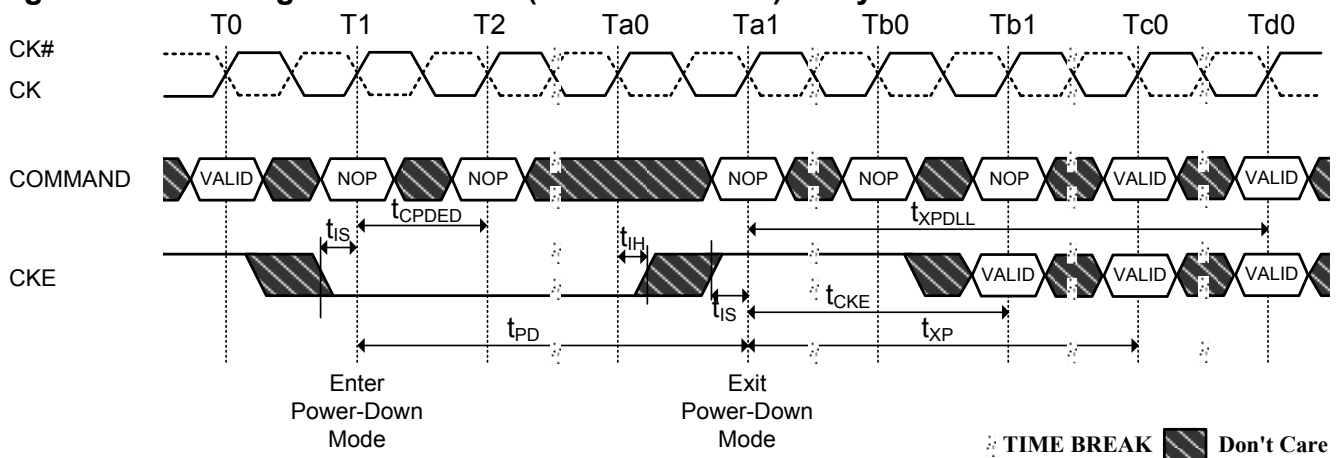 T0 T1 T2 Ta0 Ta1 Tb0 Tb1 Tc0 Td0
CK#
CK
COMMAND VALID NOP NOP NOP NOP NOP VALID VALID
tCPDED tXPDLL
tIS tIH
CKE VALID VALID VALID
tIS tCKE
tPD tXP
Enter Power-Down Mode
Exit Power-Down Mode
TIME BREAK Don't Care